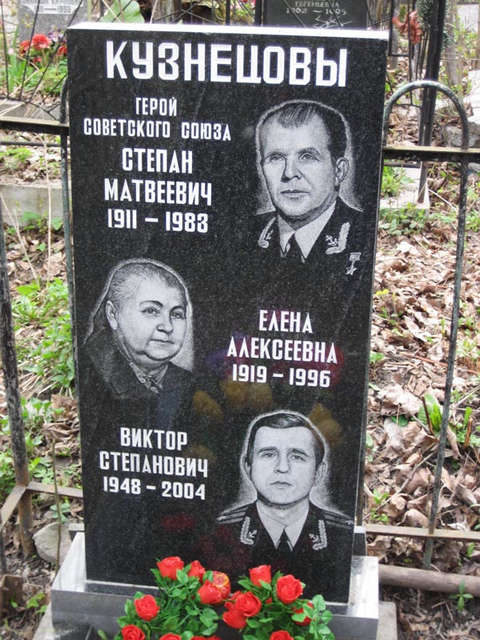 КУЗНЕЦОВЫ
ГЕРОЙ
СОВЕТСКОГО СОЮЗА
СТЕПАН
МАТВЕЕВИЧ
1911 – 1983
ЕЛЕНА
АЛЕКСЕЕВНА
1919 – 1996
ВИКТОР
СТЕПАНОВИЧ
1948 – 2004